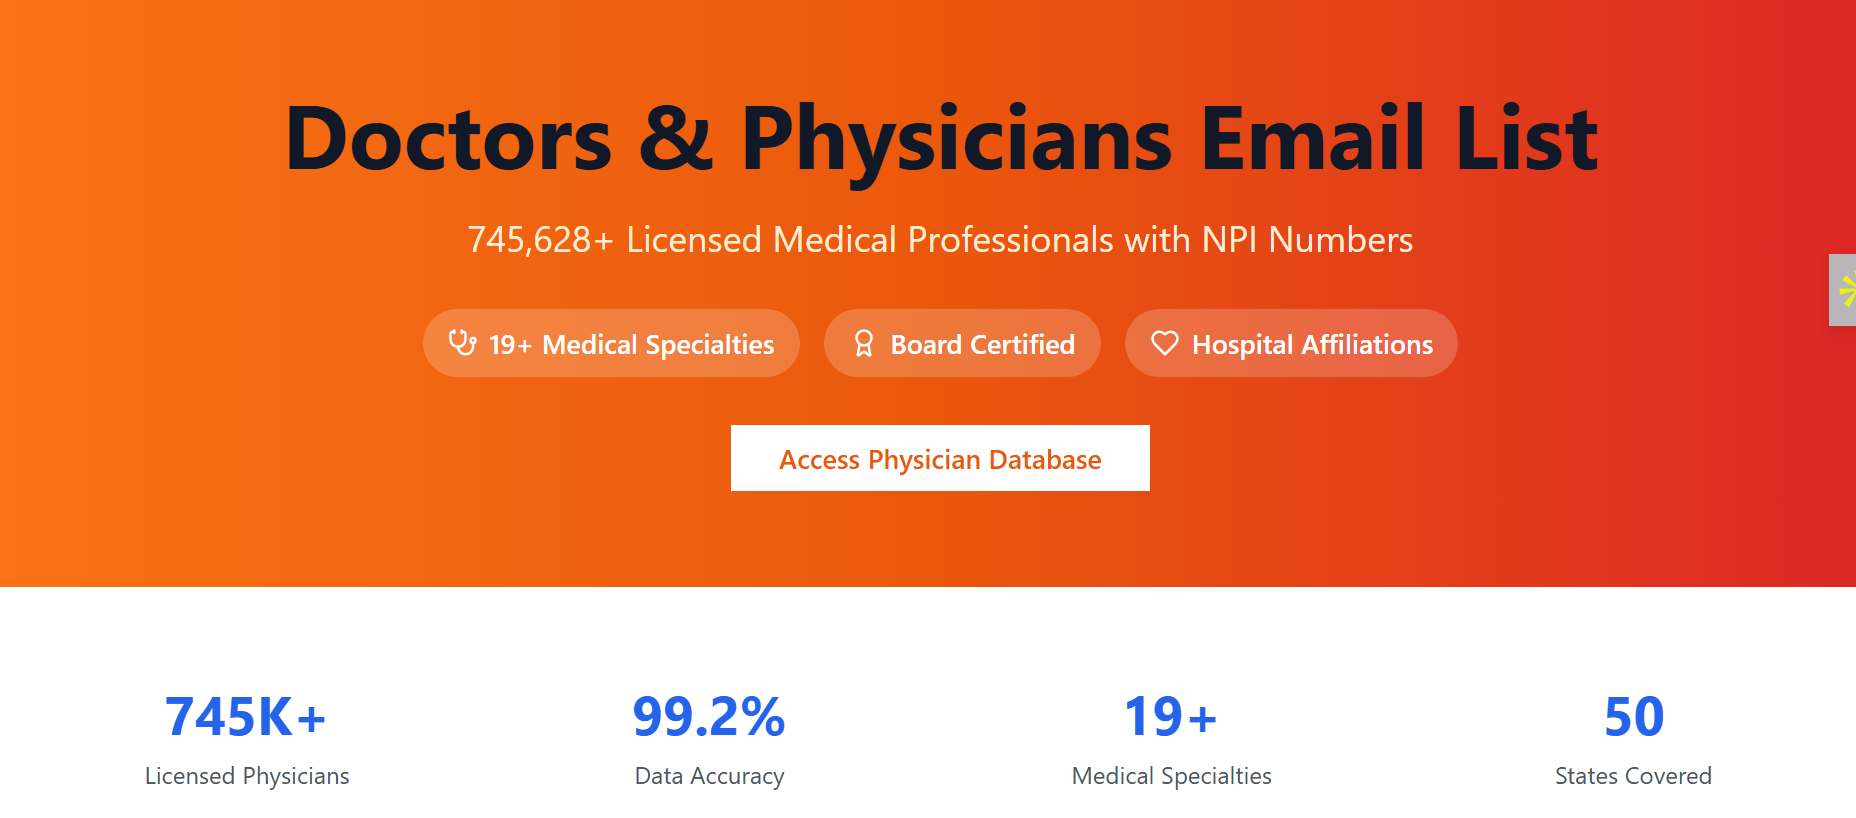 Doctors & Physicians Email List
745,628+ Licensed Medical Professionals with NPI Numbers
19+ Medical Specialties
Board Certified
Hospital Affiliations
Access Physician Database
745K+
Licensed Physicians
99.2%
Data Accuracy
19+
Medical Specialties
50
States Covered